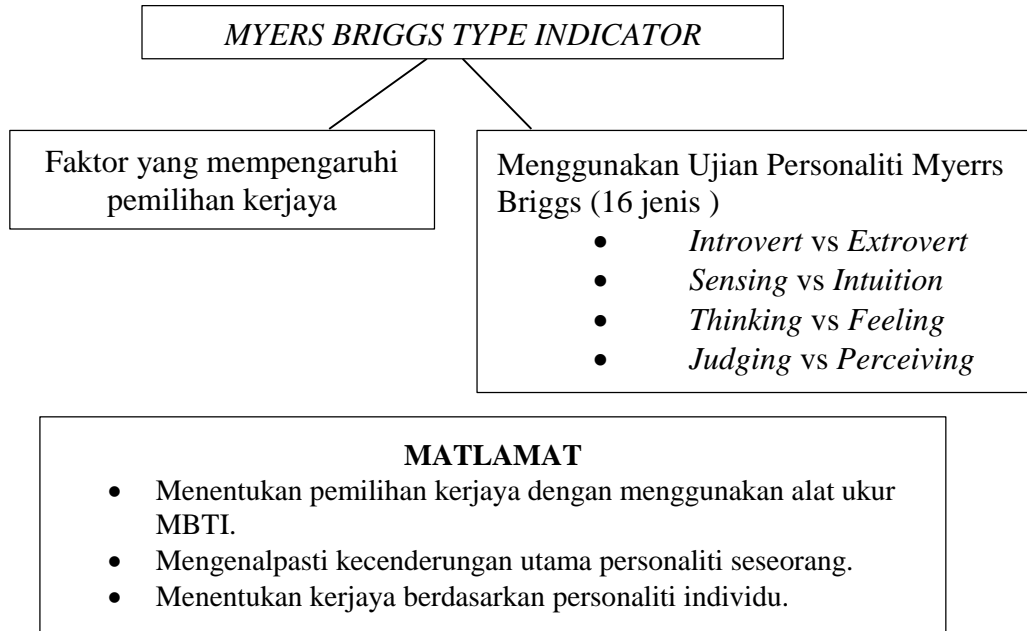 MYERS BRIGGS TYPE INDICATOR
Faktor yang mempengaruhi
pemilihan kerjaya
Menggunakan Ujian Personaliti Myerrs
Briggs (16 jenis )
• Introvert vs Extrovert
• Sensing vs Intuition
• Thinking vs Feeling
• Judging vs Perceiving
MATLAMAT
• Menentukan pemilihan kerjaya dengan menggunakan alat ukur
MBTI.
• Mengenalpasti kecenderungan utama personaliti seseorang.
• Menentukan kerjaya berdasarkan personaliti individu.